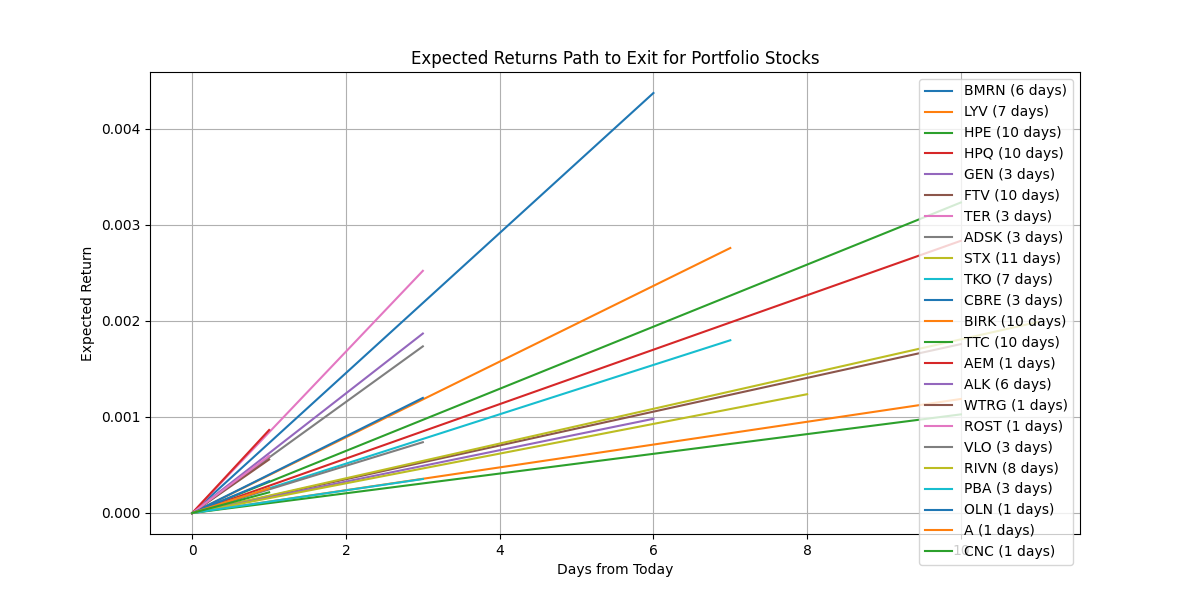 Expected Returns Path to Exit for Portfolio Stocks
Expected Return
0.004
0.003
0.002
0.001
0.000
0
2
4
6
8
10
Days from Today
BMRN (6 days)
LYV (7 days)
HPE (10 days)
HPQ (10 days)
GEN (3 days)
FTV (10 days)
TER (3 days)
ADSK (3 days)
STX (11 days)
TKO (7 days)
CBRE (3 days)
BIRK (10 days)
TTC (10 days)
AEM (1 days)
ALK (6 days)
WTRG (1 days)
ROST (1 days)
VLO (3 days)
RIVN (8 days)
PBA (3 days)
OLN (1 days)
A (1 days)
CNC (1 days)